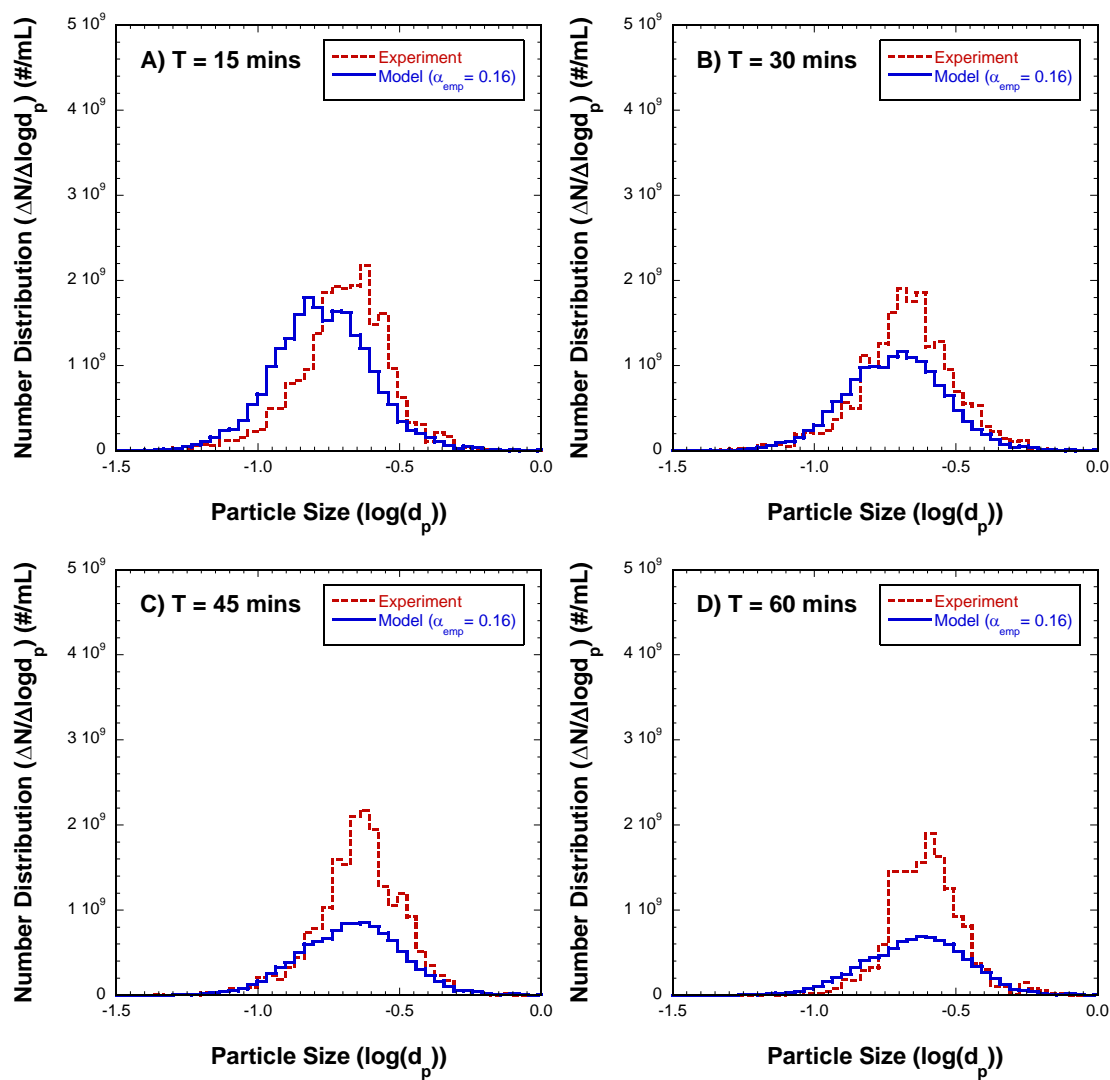 A) T = 15 mins
Experiment
Model (α_emp= 0.16)
Number Distribution (ΔN/Δlogd_p) (#/mL)
5 10^9
4 10^9
3 10^9
2 10^9
1 10^9
0
-1.5
-1.0
-0.5
0.0
Particle Size (log(d_p))
B) T = 30 mins
Experiment
Model (α_emp= 0.16)
Number Distribution (ΔN/Δlogd_p) (#/mL)
5 10^9
4 10^9
3 10^9
2 10^9
1 10^9
0
-1.5
-1.0
-0.5
0.0
Particle Size (log(d_p))
C) T = 45 mins
Experiment
Model (α_emp= 0.16)
Number Distribution (ΔN/Δlogd_p) (#/mL)
5 10^9
4 10^9
3 10^9
2 10^9
1 10^9
0
-1.5
-1.0
-0.5
0.0
Particle Size (log(d_p))
D) T = 60 mins
Experiment
Model (α_emp= 0.16)
Number Distribution (ΔN/Δlogd_p) (#/mL)
5 10^9
4 10^9
3 10^9
2 10^9
1 10^9
0
-1.5
-1.0
-0.5
0.0
Particle Size (log(d_p))